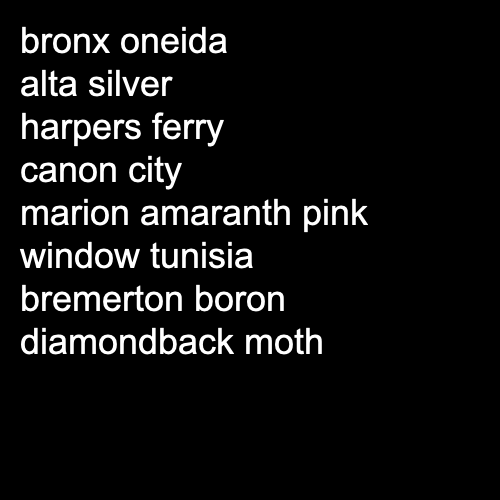 bronx oneida
alta silver
harpers ferry
canon city
marion amaranth pink
window tunisia
bremerton boron
diamondback moth